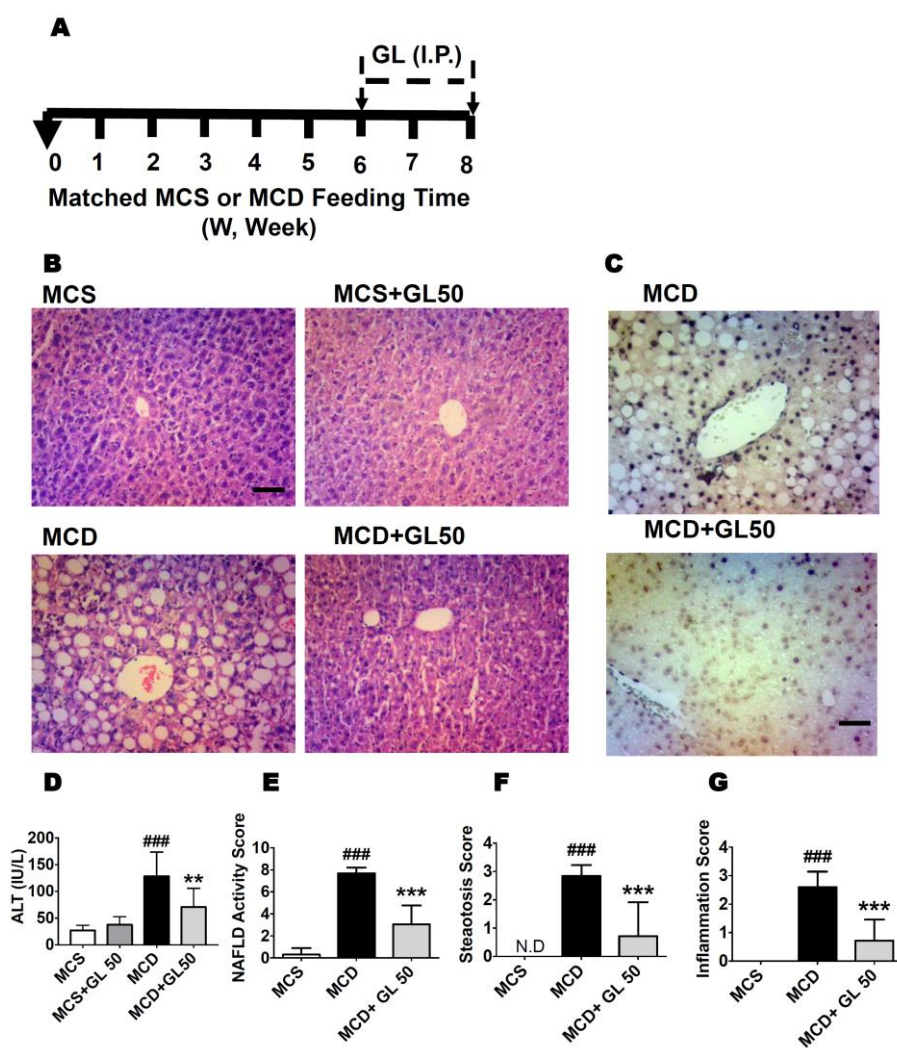 A
GL (I.P.)
0 1 2 3 4 5 6 7 8
Matched MCS or MCD Feeding Time
(W, Week)
B
MCS
MCS+GL50
MCD
MCD+GL50
C
MCD
MCD+GL50
D
ALT (IU/L)
200
150
100
50
0
###
**
MCS
MCS+GL 50
MCD
MCD+GL50
E
NAFLD Activity Score
10
8
6
4
2
0
###
***
MCS
MCD
MCD+ GL 50
F
Steaotosis Score
4
3
2
1
0
N.D
###
***
MCS
MCD
MCD+ GL 50
G
Inflammation Score
4
3
2
1
0
###
***
MCS
MCD
MCD+ GL 50